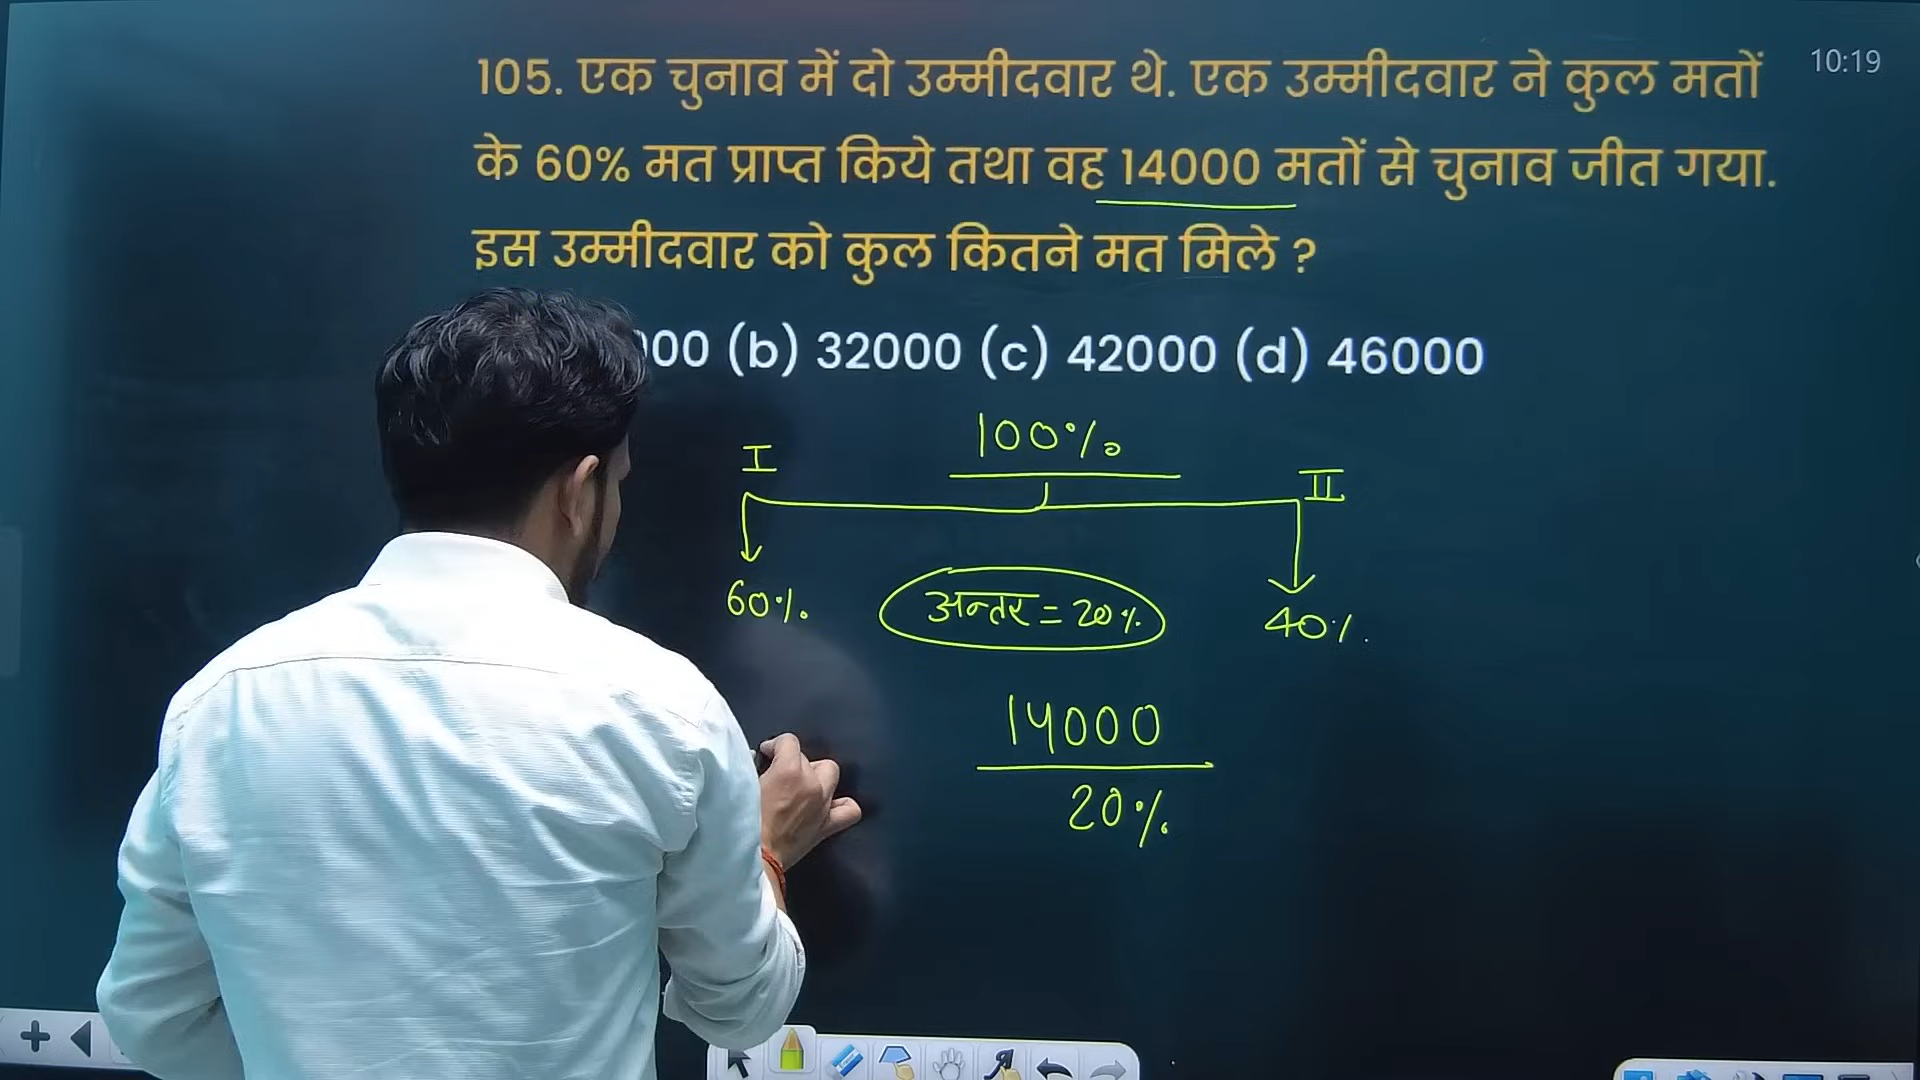 105. एक चुनाव में दो उम्मीदवार थे. एक उम्मीदवार ने कुल मतों
10:19
के 60% मत प्राप्त किये तथा वह 14000 मतों से चुनाव जीत गया.
इस उम्मीदवार को कुल कितने मत मिले ?
(b) 32000 (c) 42000 (d) 46000
100%
I
II
60%
अन्तर = 20%
40%
14000
20%